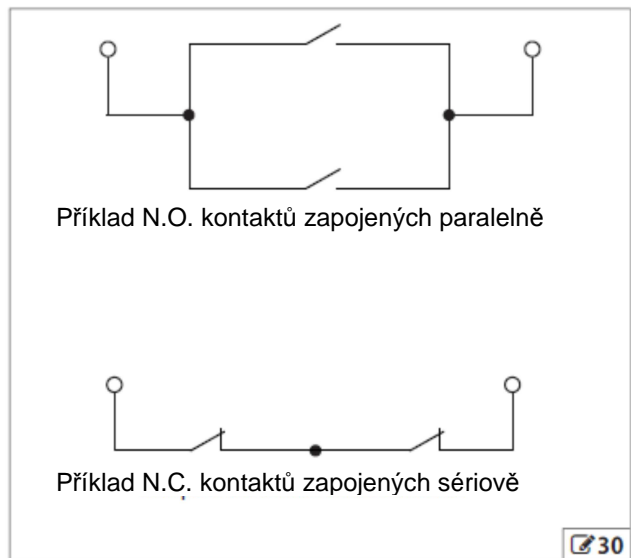 Příklad N.O. kontaktů zapojených paralelně
Příklad N.C. kontaktů zapojených sériově
30